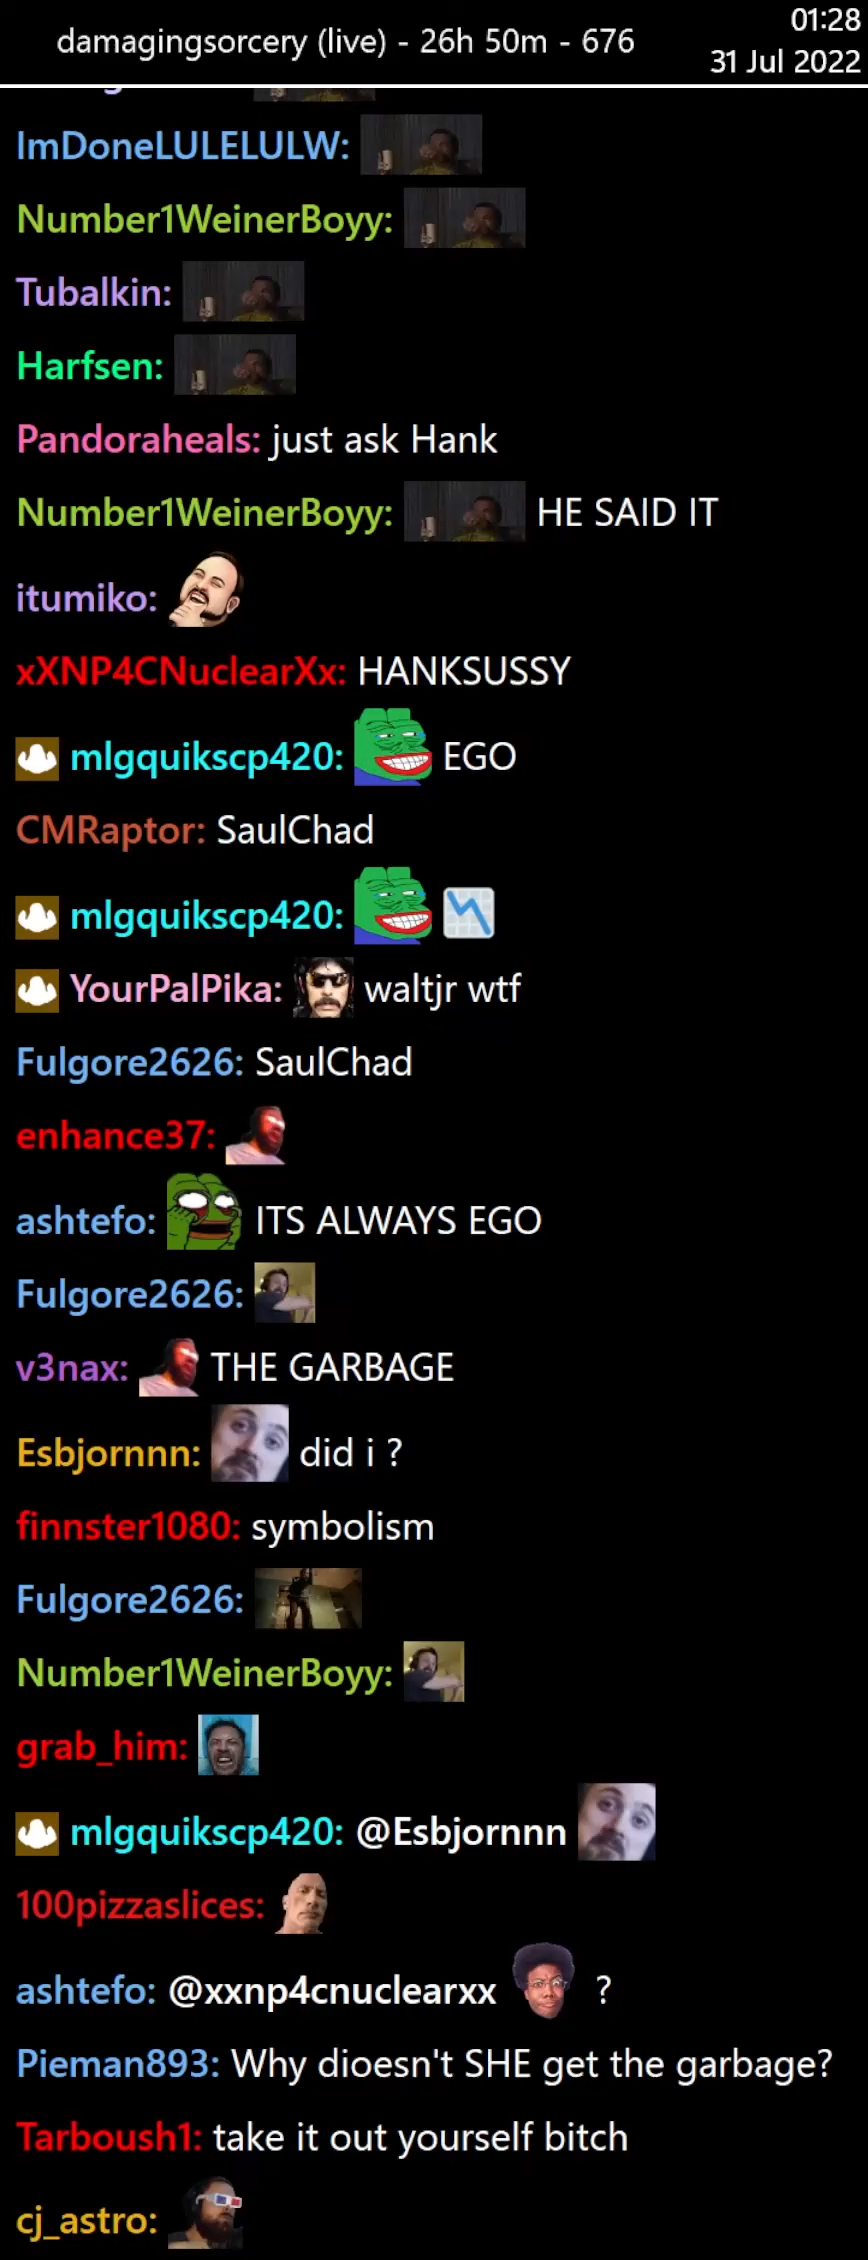 damagingsorcery (live) - 26h 50m - 676
01:28
31 Jul 2022
ImDoneLULELULW:
Number1WeinerBoyy:
Tubalkin:
Harfsen:
Pandoraheals: just ask Hank
Number1WeinerBoyy: HE SAID IT
itumiko:
xXNP4CNuclearXx: HANKSUSSY
mlgquikscp420: EGO
CMRaptor: SaulChad
mlgquikscp420:
YourPalPika: waltjr wtf
Fulgore2626: SaulChad
enhance37:
ashtefo: ITS ALWAYS EGO
Fulgore2626:
v3nax: THE GARBAGE
Esbjornnn: did i ?
finnster1080: symbolism
Fulgore2626:
Number1WeinerBoyy:
grab_him:
mlgquikscp420: @Esbjornnn
100pizzaslices:
ashtefo: @xxnp4cnuclearxx ?
Pieman893: Why dioesn't SHE get the garbage?
Tarboush1: take it out yourself bitch
cj_astro: